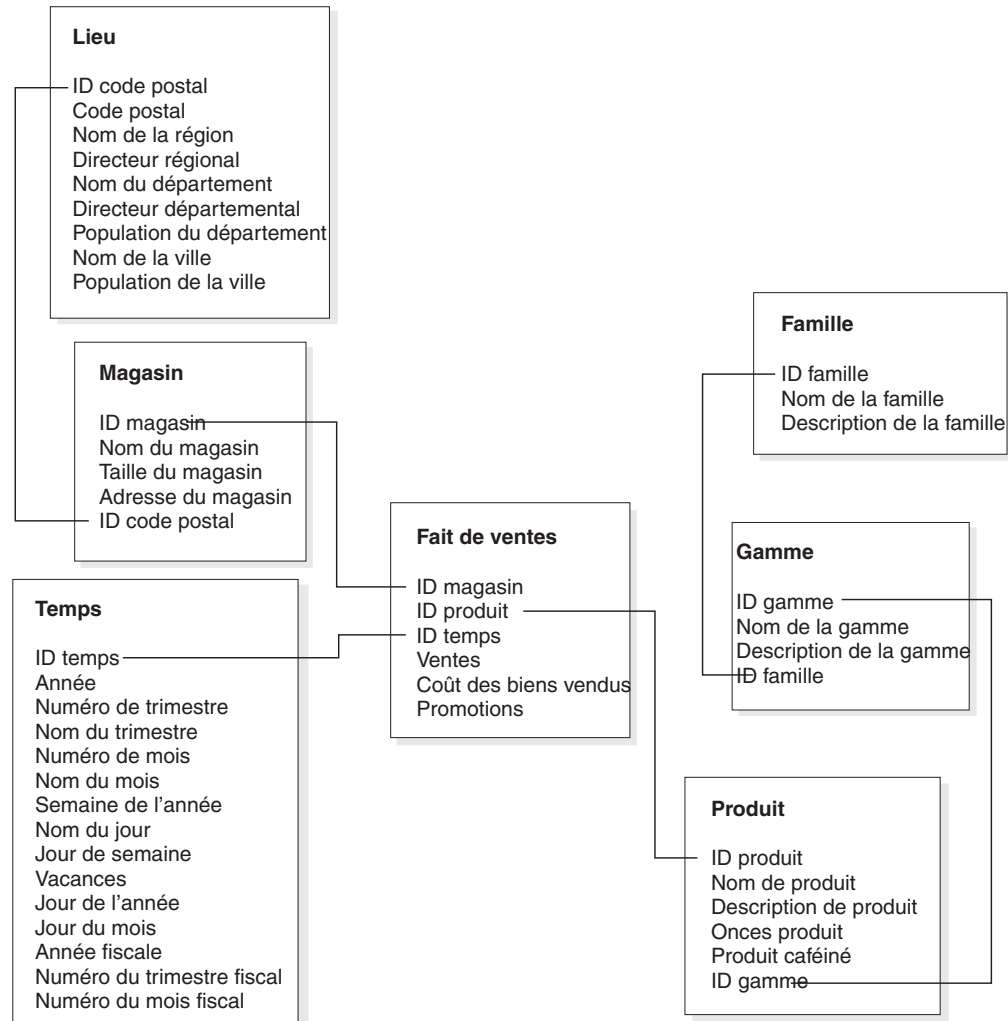 Lieu
ID code postal
Code postal
Nom de la région
Directeur régional
Nom du département
Directeur départemental
Population du département
Nom de la ville
Population de la ville
Magasin
ID magasin
Nom du magasin
Taille du magasin
Adresse du magasin
ID code postal
Temps
ID temps
Année
Numéro de trimestre
Nom du trimestre
Numéro de mois
Nom du mois
Semaine de l'année
Nom du jour
Jour de semaine
Vacances
Jour de l'année
Jour du mois
Année fiscale
Numéro du trimestre fiscal
Numéro du mois fiscal
Fait de ventes
ID magasin
ID produit
ID temps
Ventes
Coût des biens vendus
Promotions
Famille
ID famille
Nom de la famille
Description de la famille
Gamme
ID gamme
Nom de la gamme
Description de la gamme
ID famille
Produit
ID produit
Nom de produit
Description de produit
Onces produit
Produit caféiné
ID gamme